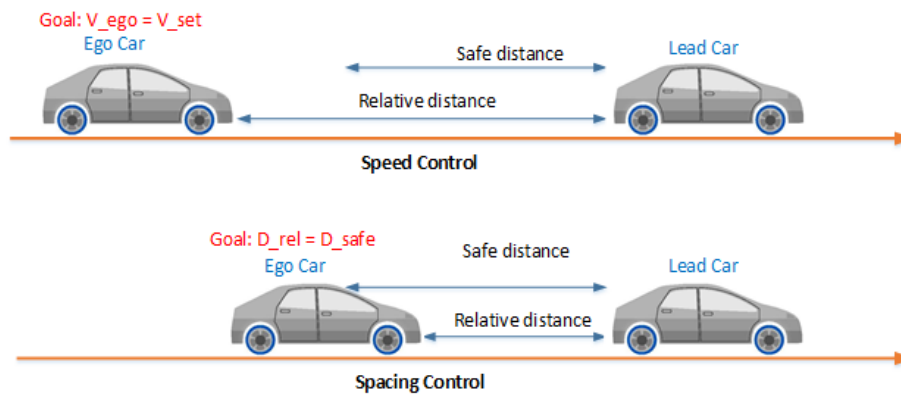 Goal: V_ego = V_set
Ego Car
Safe distance
Lead Car
Relative distance
Speed Control
Goal: D_rel = D_safe
Ego Car
Safe distance
Lead Car
Relative distance
Spacing Control